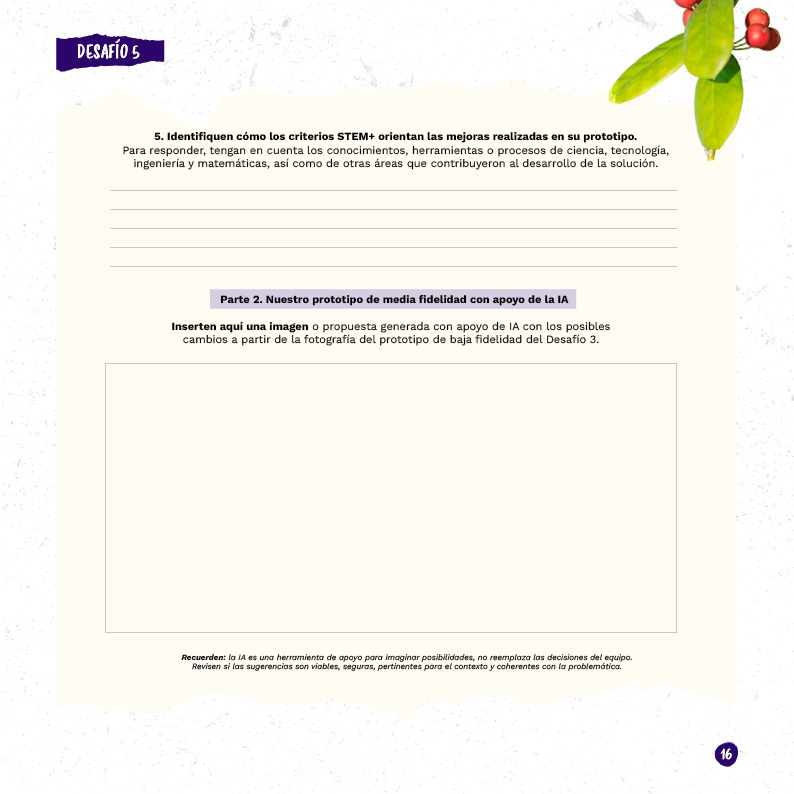 DESAFÍO 5
5. Identifiquen cómo los criterios STEM+ orientan las mejoras realizadas en su prototipo.
Para responder, tengan en cuenta los conocimientos, herramientas o procesos de ciencia, tecnología,
ingeniería y matemáticas, así como de otras áreas que contribuyeron al desarrollo de la solución.
Parte 2. Nuestro prototipo de media fidelidad con apoyo de la IA
Inserten aquí una imagen o propuesta generada con apoyo de IA con los posibles
cambios a partir de la fotografía del prototipo de baja fidelidad del Desafío 3.
Recuerden: la IA es una herramienta de apoyo para imaginar posibilidades, no reemplaza las decisiones del equipo.
Revisen si las sugerencias son viables, seguras, pertinentes para el contexto y coherentes con la problemática.
16